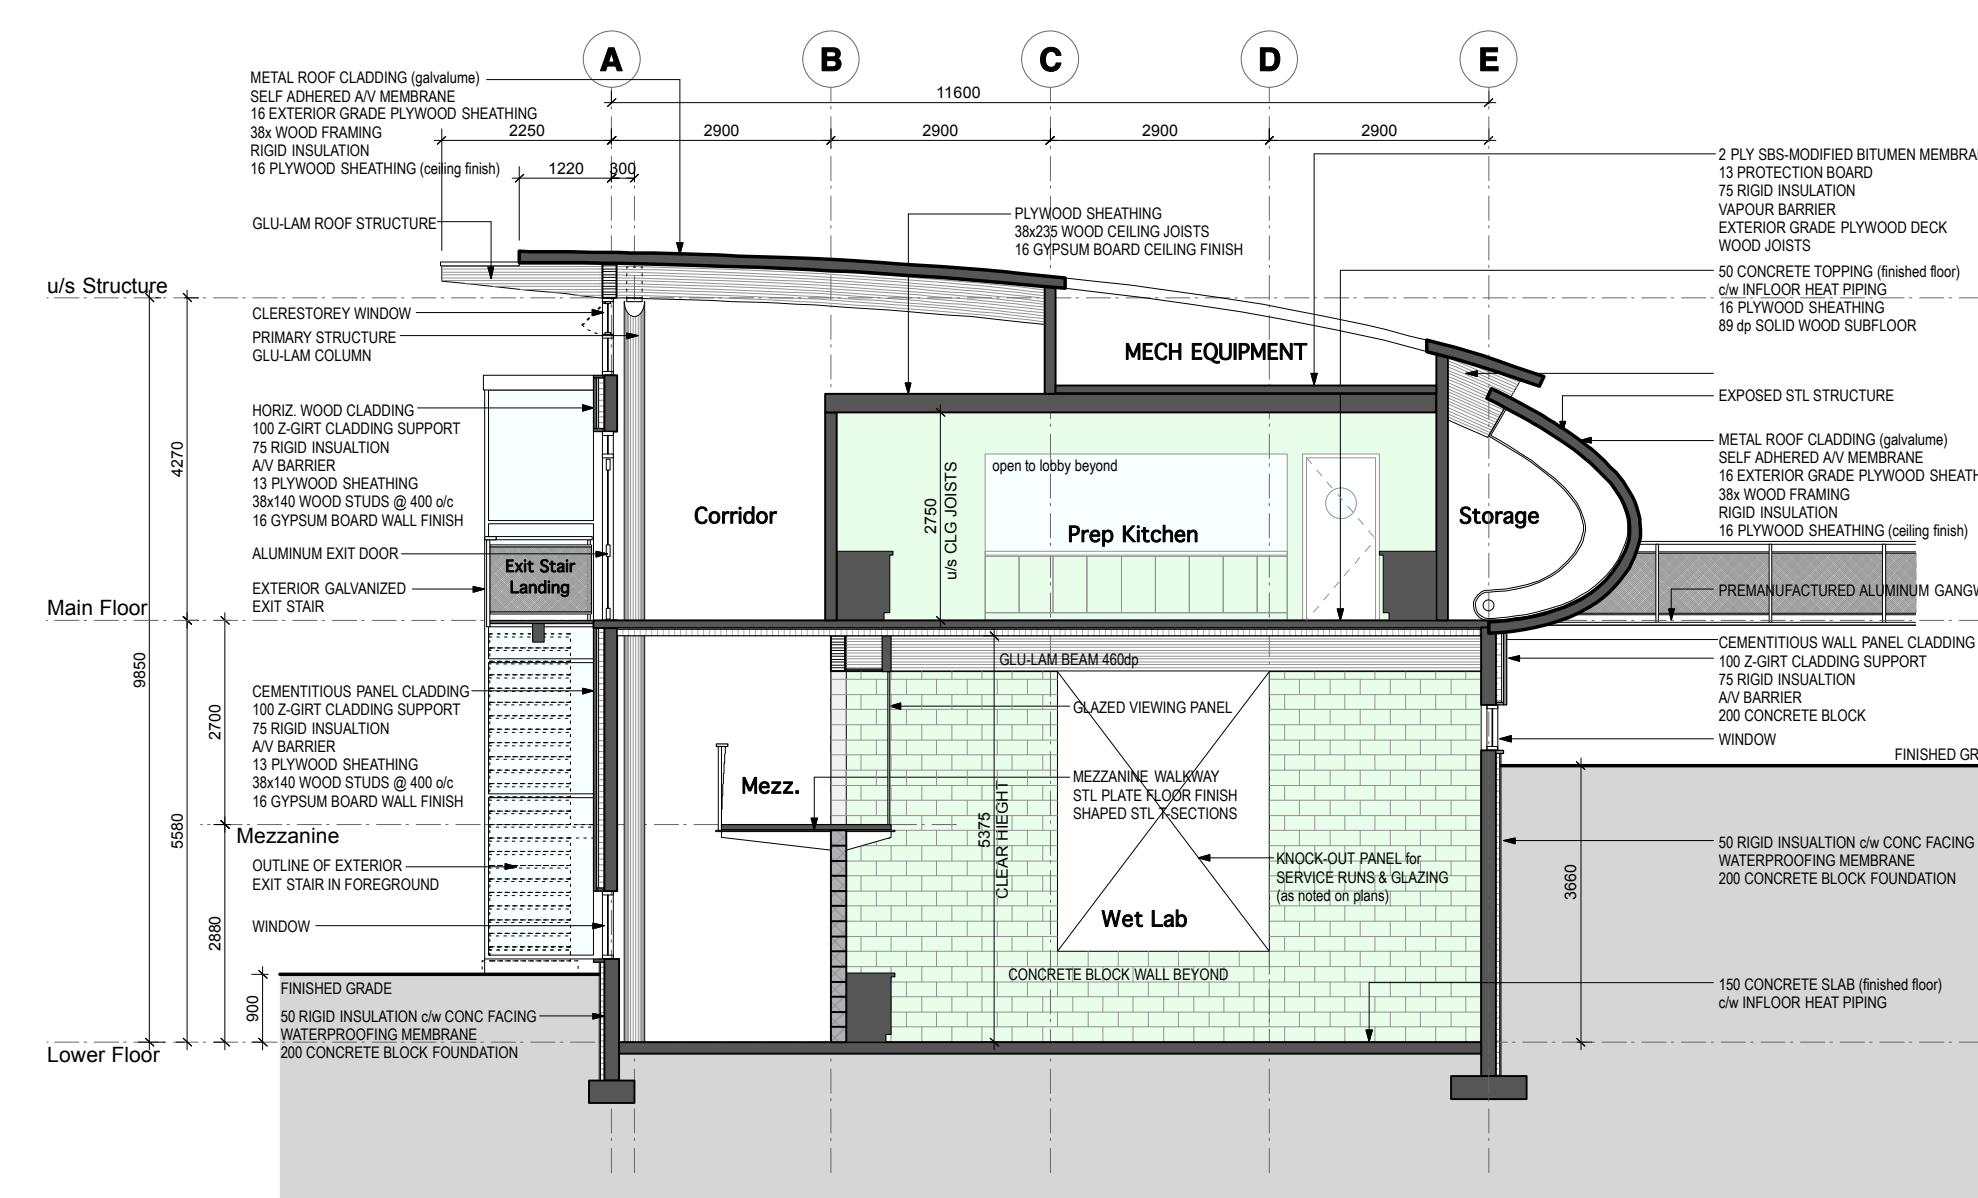 A
B
C
D
E
11600
2250
2900
2900
2900
2900
1220
300
METAL ROOF CLADDING (galvalume)
SELF ADHERED A/V MEMBRANE
16 EXTERIOR GRADE PLYWOOD SHEATHING
38x WOOD FRAMING
RIGID INSULATION
16 PLYWOOD SHEATHING (ceiling finish)
GLU-LAM ROOF STRUCTURE
u/s Structure
CLERESTOREY WINDOW
PRIMARY STRUCTURE
GLU-LAM COLUMN
HORIZ. WOOD CLADDING
100 Z-GIRT CLADDING SUPPORT
75 RIGID INSUALTION
A/V BARRIER
13 PLYWOOD SHEATHING
38x140 WOOD STUDS @ 400 o/c
16 GYPSUM BOARD WALL FINISH
ALUMINUM EXIT DOOR
EXTERIOR GALVANIZED
EXIT STAIR
Main Floor
CEMENTITIOUS PANEL CLADDING
100 Z-GIRT CLADDING SUPPORT
75 RIGID INSUALTION
A/V BARRIER
13 PLYWOOD SHEATHING
38x140 WOOD STUDS @ 400 o/c
16 GYPSUM BOARD WALL FINISH
Mezzanine
OUTLINE OF EXTERIOR
EXIT STAIR IN FOREGROUND
WINDOW
FINISHED GRADE
50 RIGID INSULATION c/w CONC FACING
WATERPROOFING MEMBRANE
200 CONCRETE BLOCK FOUNDATION
Lower Floor
4270
9850
5580
2700
2880
900
Exit Stair
Landing
PLYWOOD SHEATHING
38x235 WOOD CEILING JOISTS
16 GYPSUM BOARD CEILING FINISH
MECH EQUIPMENT
Corridor
2750
u/s CLG JOISTS
open to lobby beyond
Prep Kitchen
Storage
GLU-LAM BEAM 460dp
GLAZED VIEWING PANEL
Mezz.
MEZZANINE WALKWAY
STL PLATE FLOOR FINISH
SHAPED STL T-SECTIONS
5375
CLEAR HIEGHT
KNOCK-OUT PANEL for
SERVICE RUNS & GLAZING
(as noted on plans)
Wet Lab
CONCRETE BLOCK WALL BEYOND
2 PLY SBS-MODIFIED BITUMEN
13 PROTECTION BOARD
75 RIGID INSULATION
VAPOUR BARRIER
EXTERIOR GRADE PLYWOOD DECK
WOOD JOISTS
50 CONCRETE TOPPING (finished floor)
c/w INFLOOR HEAT PIPING
16 PLYWOOD SHEATHING
89 dp SOLID WOOD SUBFLOOR
EXPOSED STL STRUCTURE
METAL ROOF CLADDING (galvalume)
SELF ADHERED A/V MEMBRANE
16 EXTERIOR GRADE PLYWOOD
38x WOOD FRAMING
RIGID INSULATION
16 PLYWOOD SHEATHING (ceiling finish)
PREMANUFACTURED ALUMINUM
CEMENTITIOUS WALL PANEL CLADDING
100 Z-GIRT CLADDING SUPPORT
75 RIGID INSUALTION
A/V BARRIER
200 CONCRETE BLOCK
WINDOW
FINISHED
3660
50 RIGID INSUALTION c/w CONC FACING
WATERPROOFING MEMBRANE
200 CONCRETE BLOCK FOUNDATION
150 CONCRETE SLAB (finished floor)
c/w INFLOOR HEAT PIPING